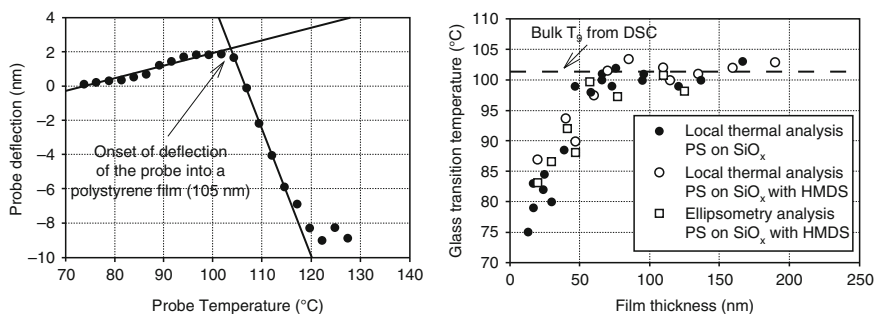 4
2
0
−2
−4
−6
−8
−10
70
80
90
100
110
120
130
140
Probe deflection (nm)
Probe Temperature (°C)
Onset of deflection
of the probe into a
polystyrene film (105 nm)
110
105
100
95
90
85
80
75
70
0
50
100
150
200
250
Glass transition temperature (°C)
Film thickness (nm)
Bulk T9 from DSC
Local thermal analysis
PS on SiOx
Local thermal analysis
PS on SiOx with HMDS
Ellipsometry analysis
PS on SiOx with HMDS